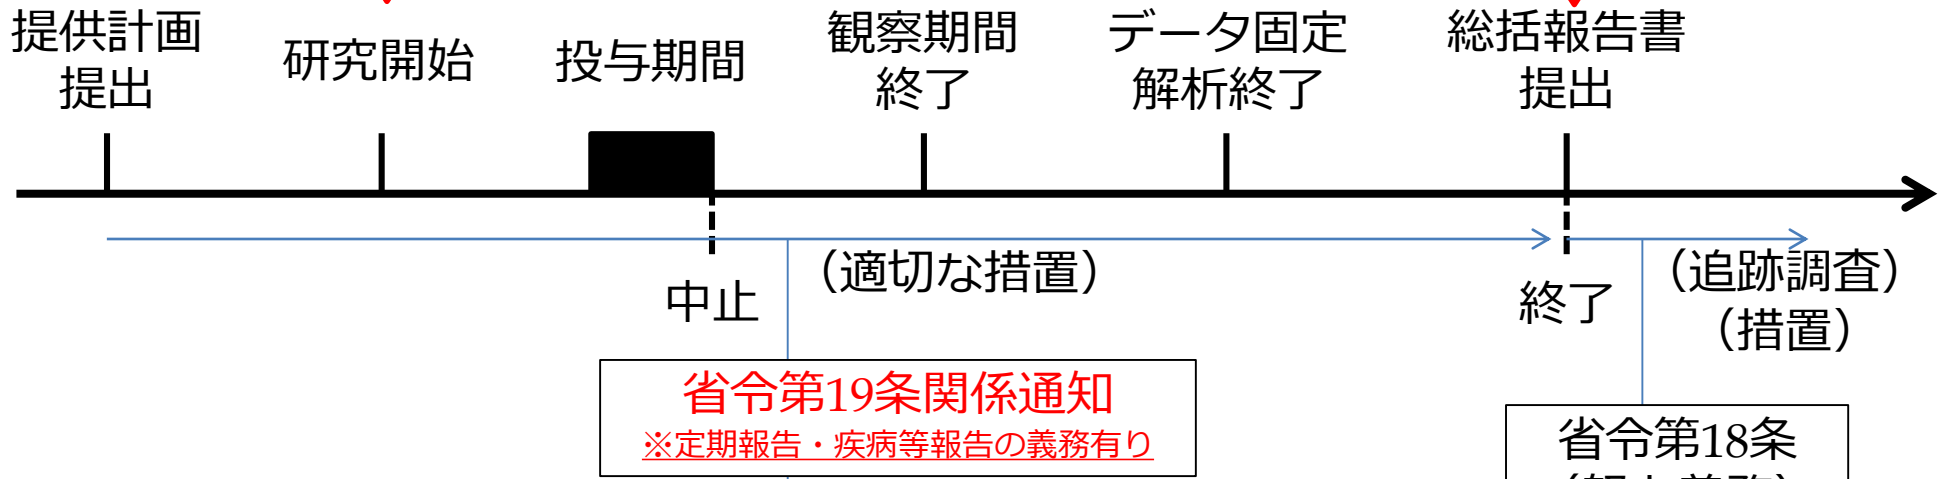 提供計画
提出
研究開始
投与期間
観察期間
終了
データ固定
解析終了
総括報告書
提出
（適切な措置）
中止
終了
（追跡調査）
（措置）
省令第19条関係通知
※定期報告・疾病等報告の義務有り
省令第18条